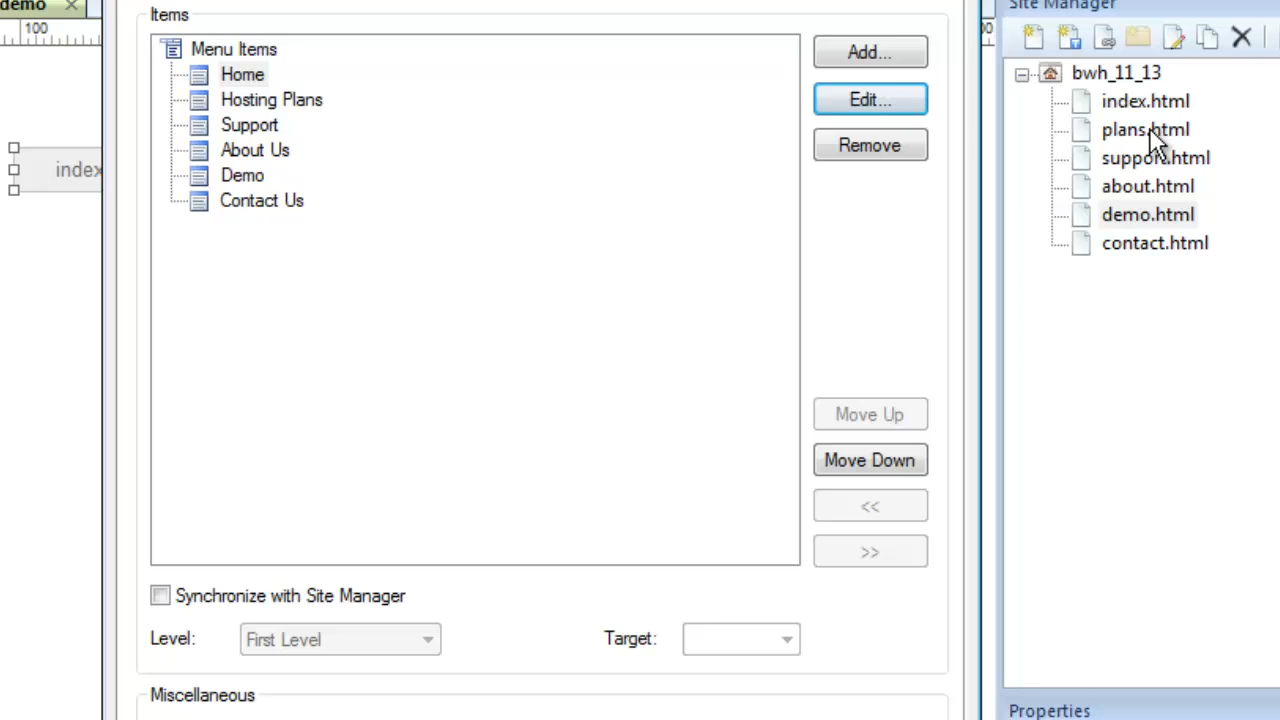 demo
100
index
Items
Menu Items
Home
Hosting Plans
Support
About Us
Demo
Contact Us
Add...
Edit...
Remove
Move Up
Move Down
<<
>>
Synchronize with Site Manager
Level:
First Level
Target:
Miscellaneous
00
Site Manager
bwh_11_13
index.html
plans.html
support.html
about.html
demo.html
contact.html
Properties